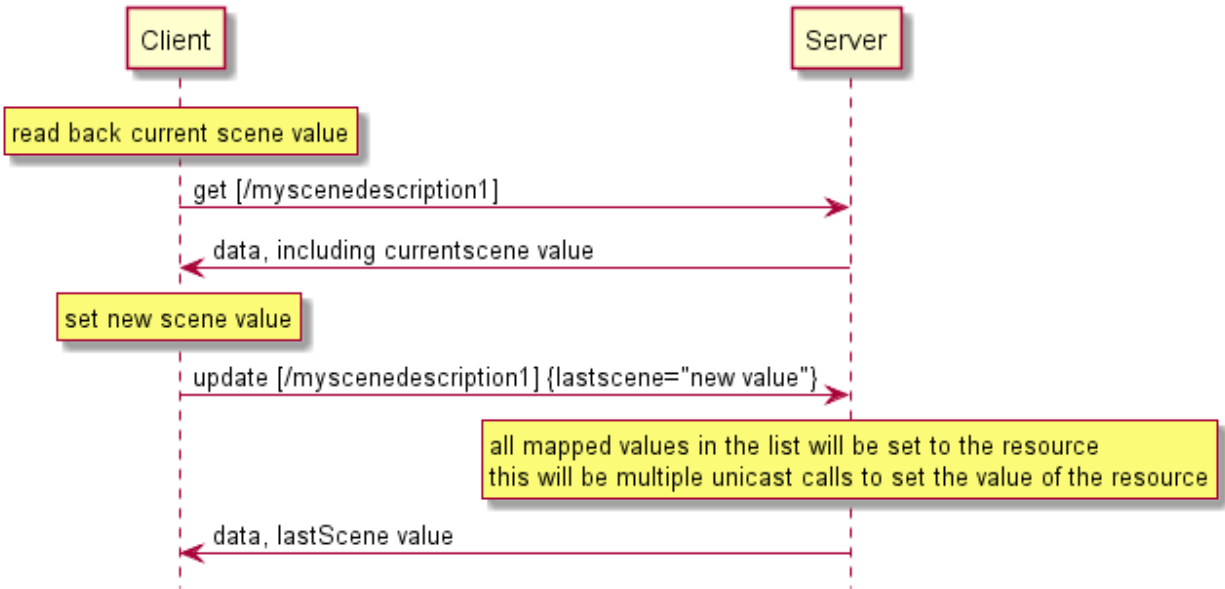 Client
Server
read back current scene value
get [/myscenedescription1]
data, including currentscene value
set new scene value
update [/myscenedescription1] {lastscene="new value"}
all mapped values in the list will be set to the resource
this will be multiple unicast calls to set the value of the resource
data, lastScene value